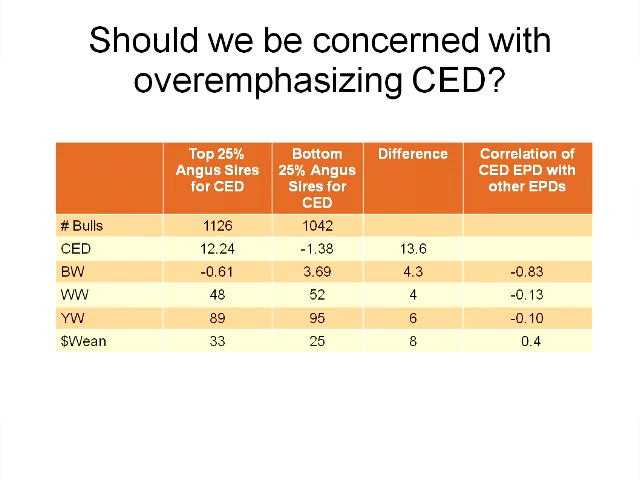 Should we be concerned with
overemphasizing CED?
Top 25% Angus Sires for CED Bottom 25% Angus Sires for CED Difference Correlation of CED EPD with other EPDs
# Bulls 1126 1042
CED 12.24 -1.38 13.6
BW -0.61 3.69 4.3 -0.83
WW 48 52 4 -0.13
YW 89 95 6 -0.10
$Wean 33 25 8 0.4